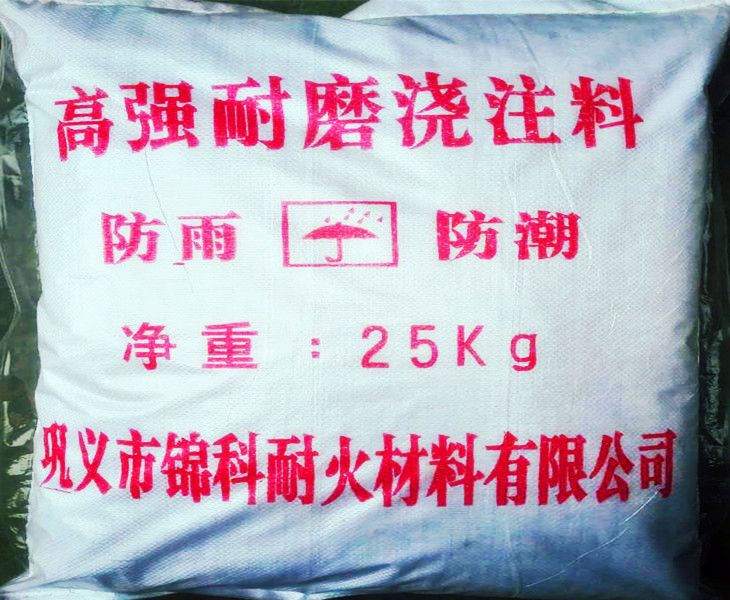 高强耐磨浇注料
防雨 防潮
净重：25Kg
巩义市锦科耐火材料有限公司